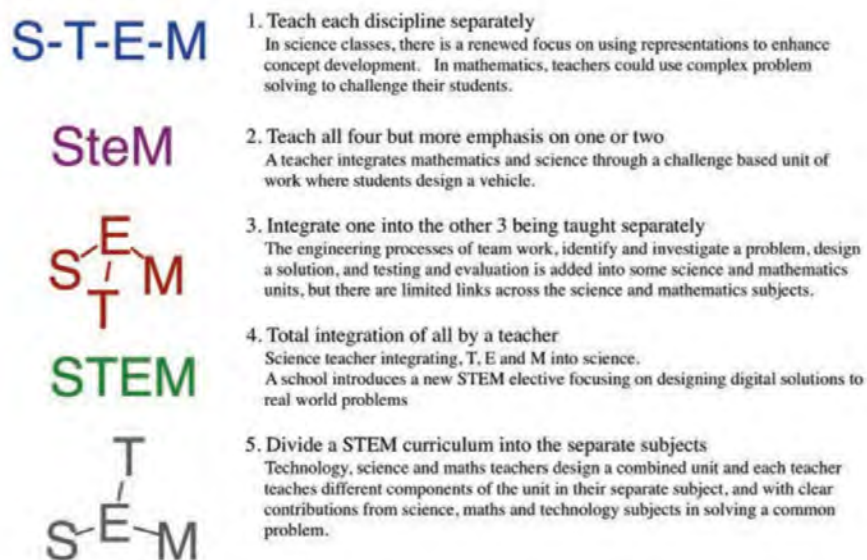 S-T-E-M
1. Teach each discipline separately
In science classes, there is a renewed focus on using representations to enhance
concept development. In mathematics, teachers could use complex problem
solving to challenge their students.
SteM
2. Teach all four but more emphasis on one or two
A teacher integrates mathematics and science through a challenge based unit of
work where students design a vehicle.
S E M
T
3. Integrate one into the other 3 being taught separately
The engineering processes of team work, identify and investigate a problem, design
a solution, and testing and evaluation is added into some science and mathematics
units, but there are limited links across the science and mathematics subjects.
STEM
4. Total integration of all by a teacher
Science teacher integrating, T, E and M into science.
A school introduces a new STEM elective focusing on designing digital solutions to
real world problems
T
S E M
5. Divide a STEM curriculum into the separate subjects
Technology, science and maths teachers design a combined unit and each teacher
teaches different components of the unit in their separate subject, and with clear
contributions from science, maths and technology subjects in solving a common
problem.